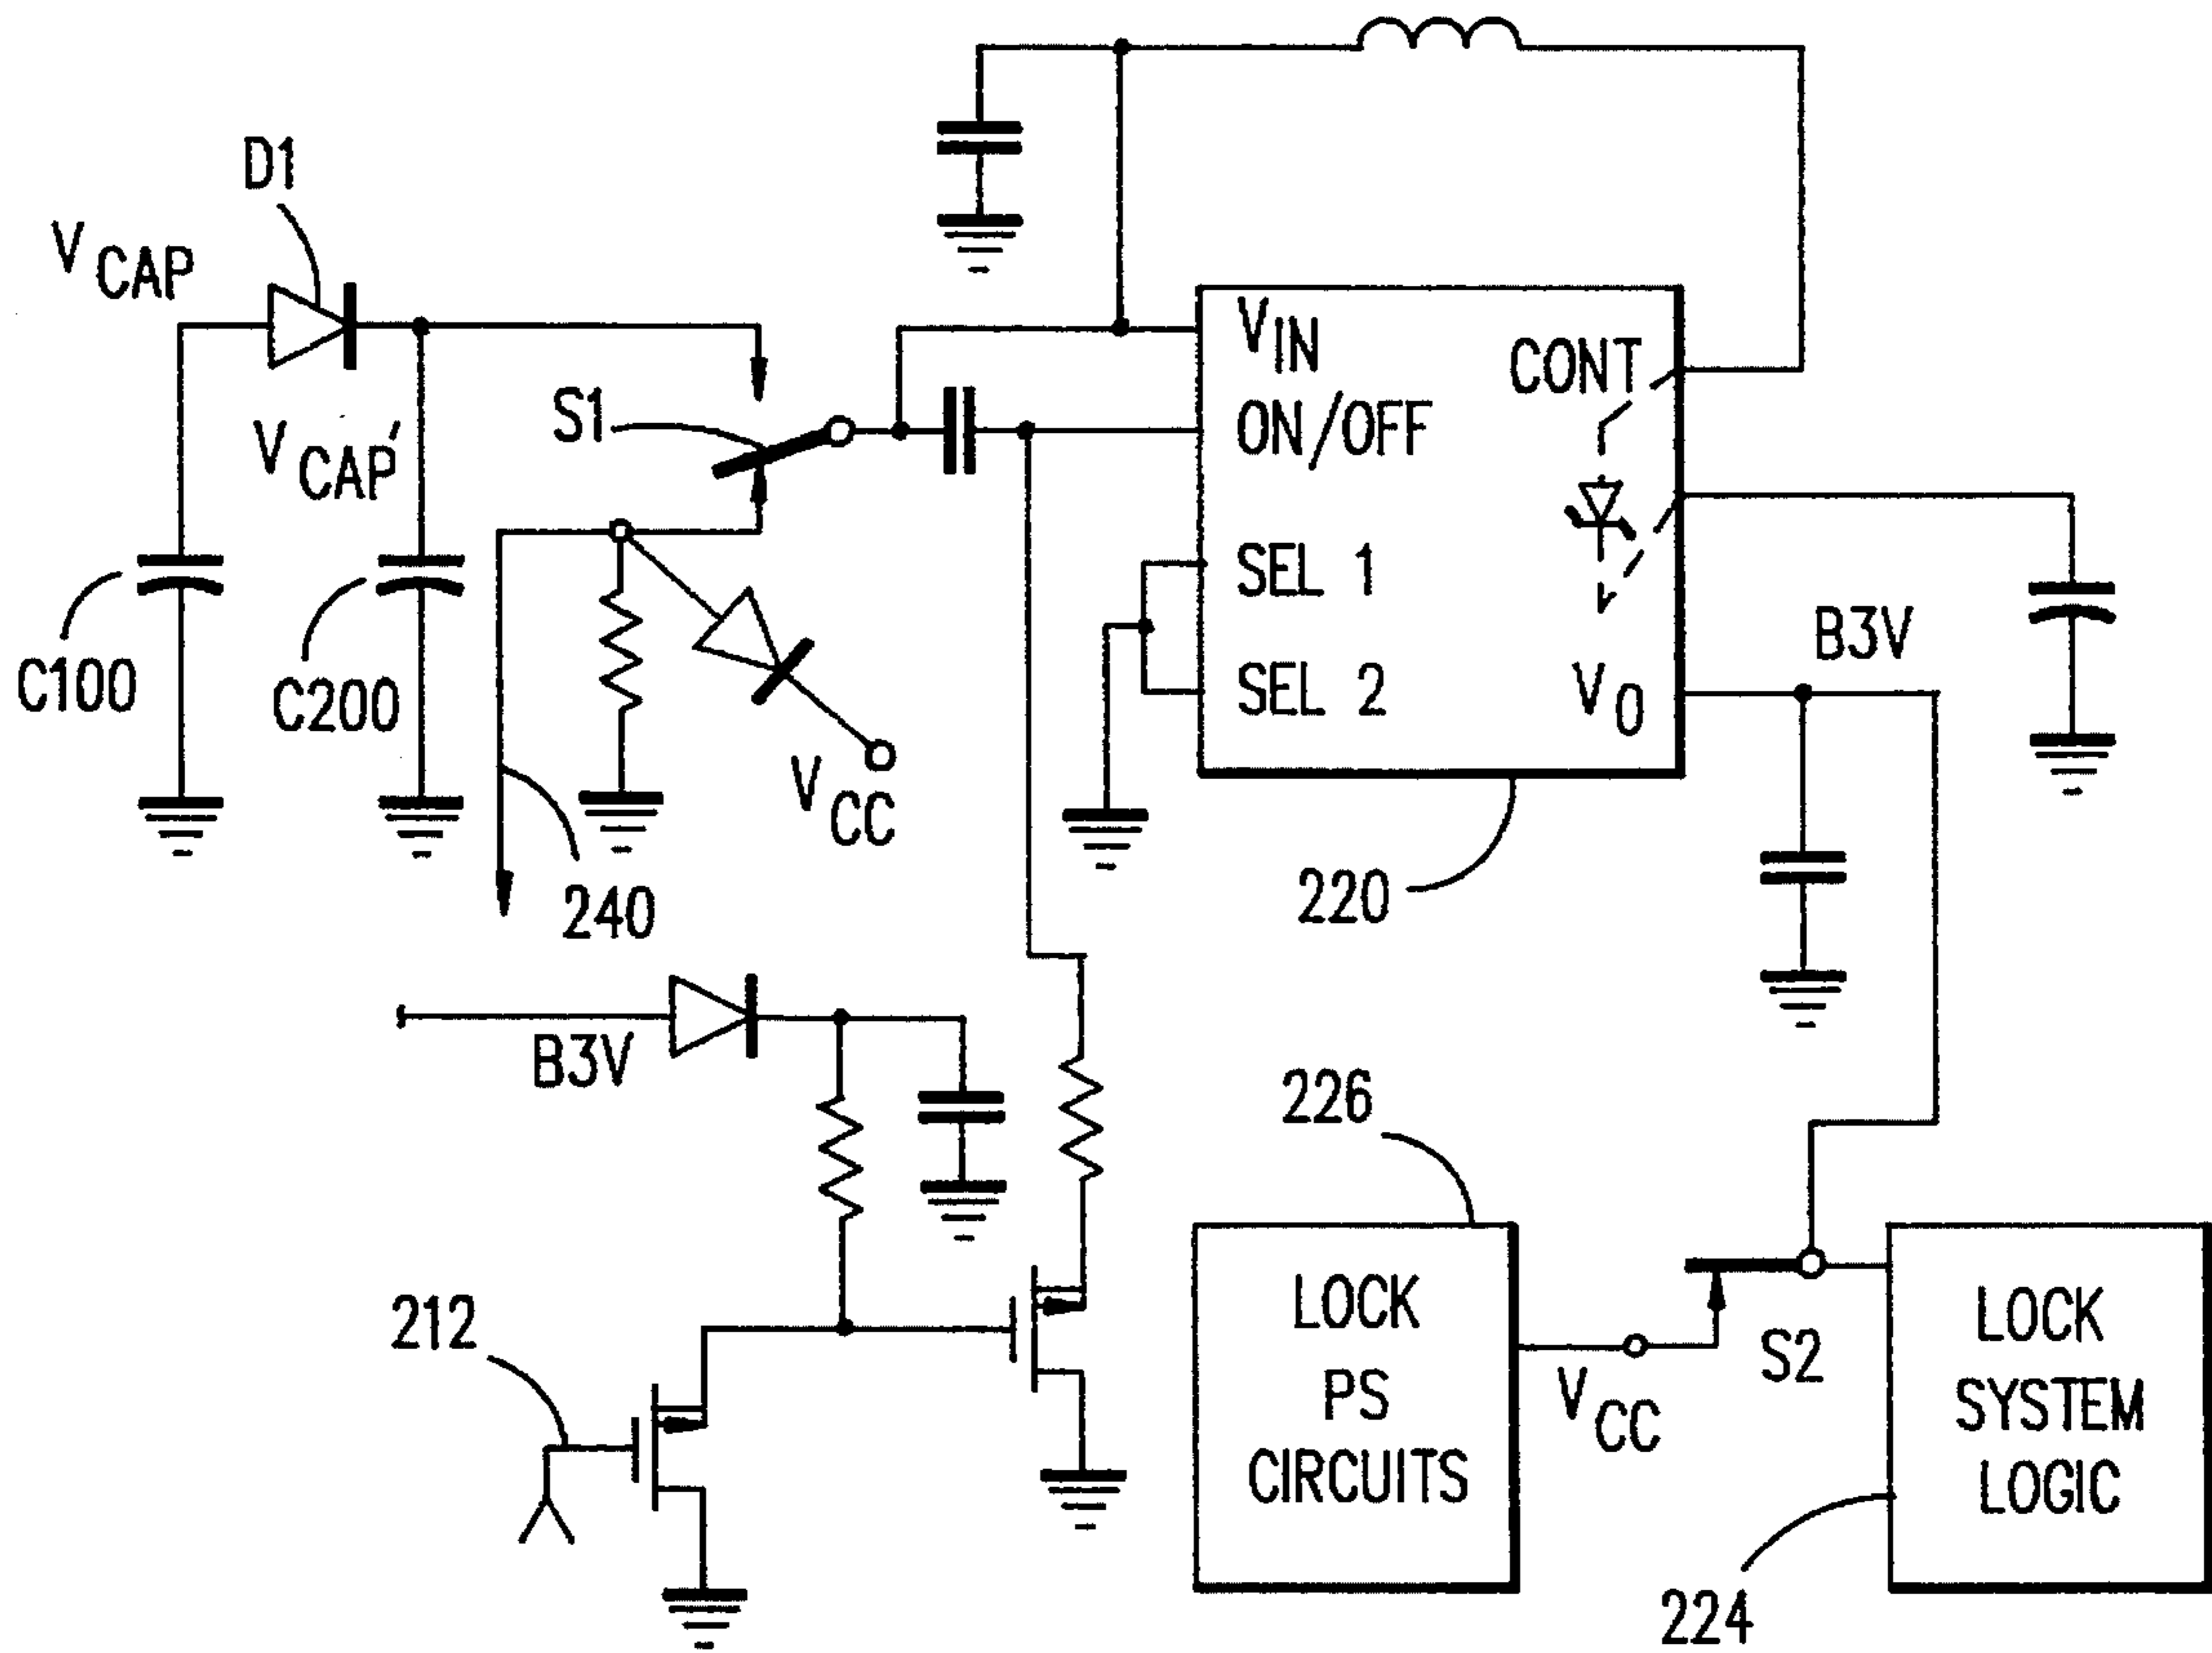 D1
V CAP
V CAP'
S1
C100
C200
V CC
240
V IN
ON/OFF
SEL 1
SEL 2
CONT
V O
B3V
220
B3V
212
226
LOCK
PS
CIRCUITS
V CC
S2
LOCK
SYSTEM
LOGIC
224